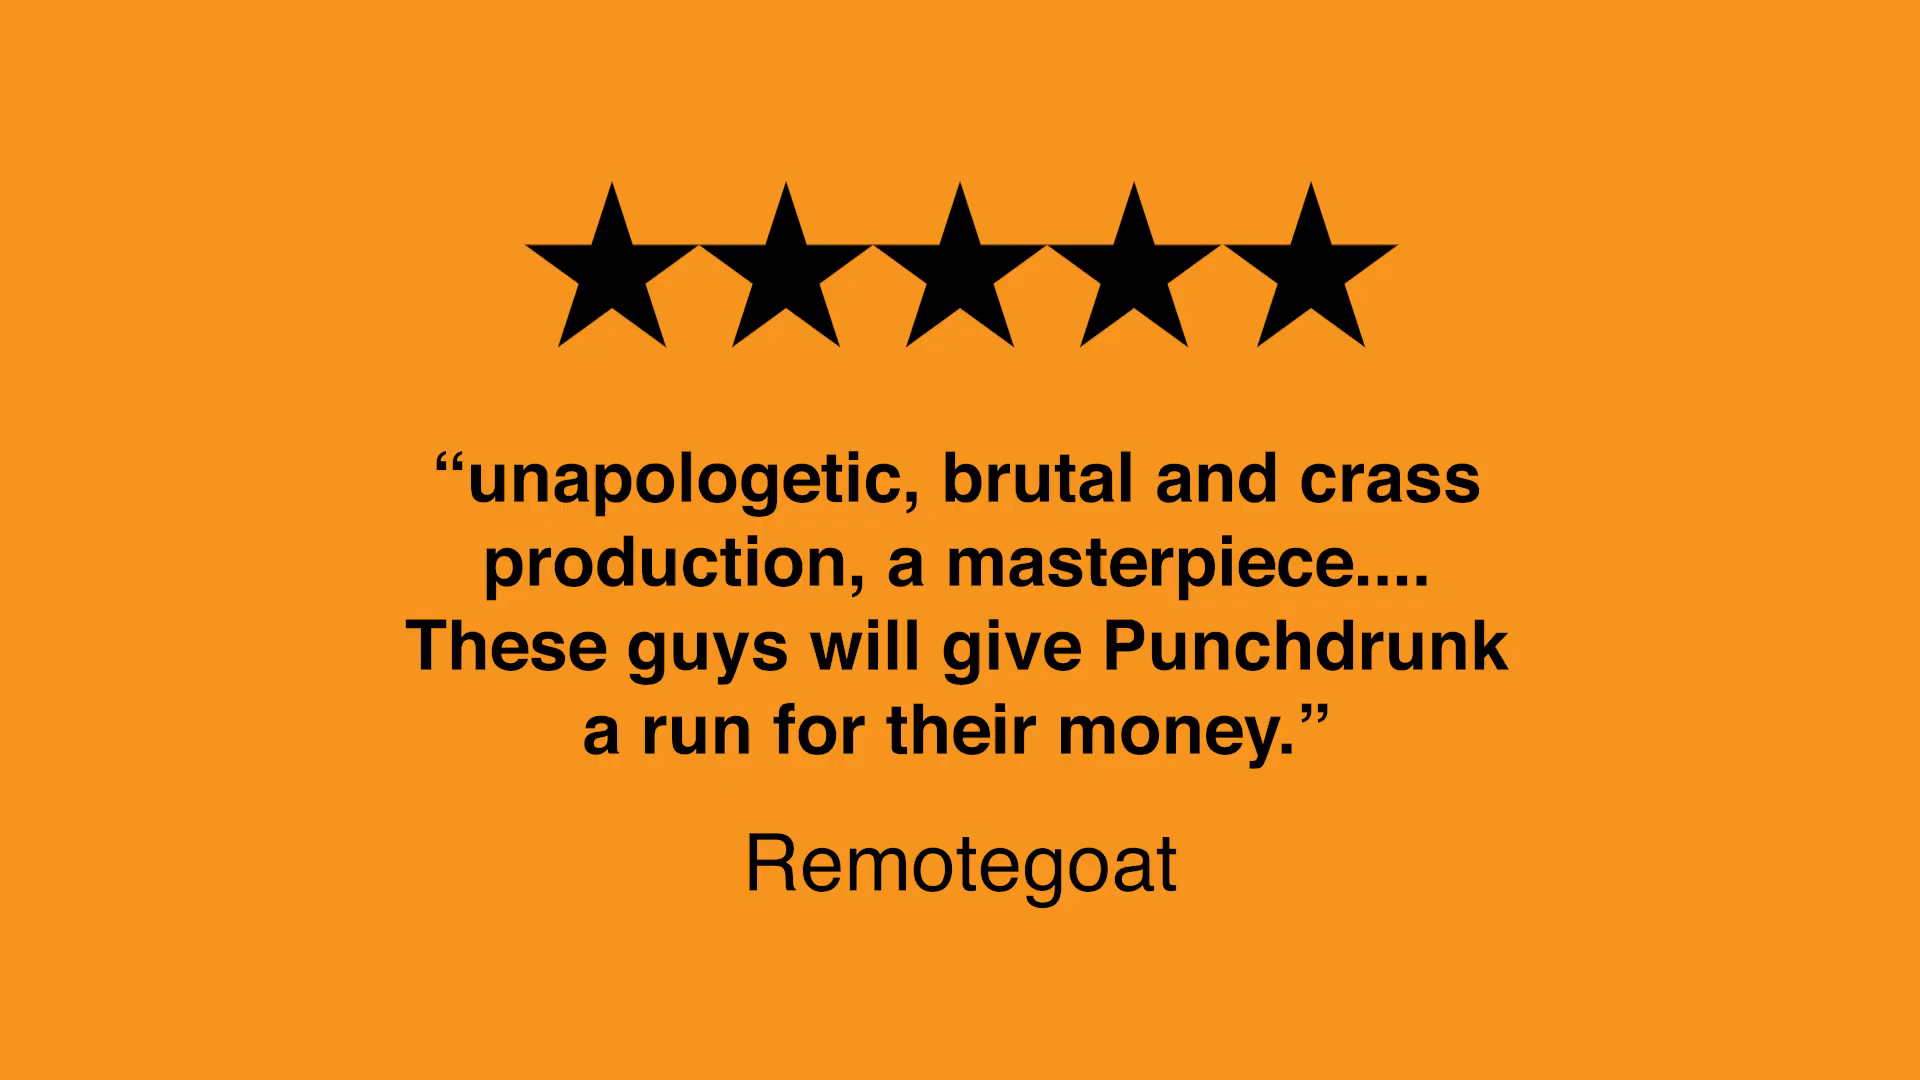 “unapologetic, brutal and crass
production, a masterpiece....
These guys will give Punchdrunk
a run for their money.”
Remotegoat